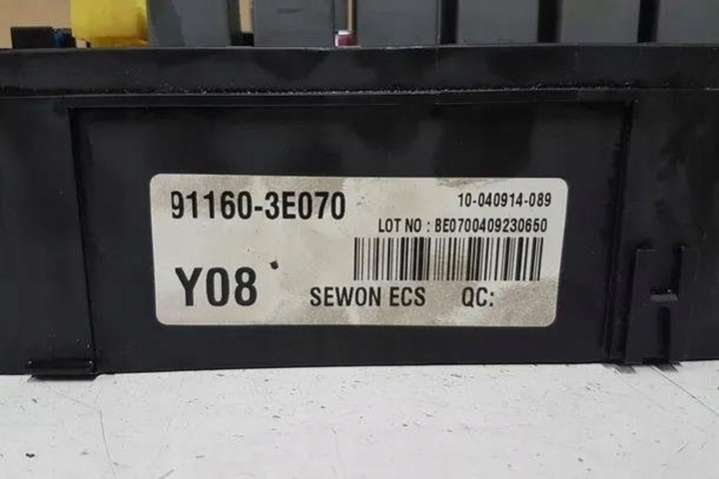 91160-3E070
10-040914-089
LOT NO : BE0700409230650
Y08
SEWON ECS QC: